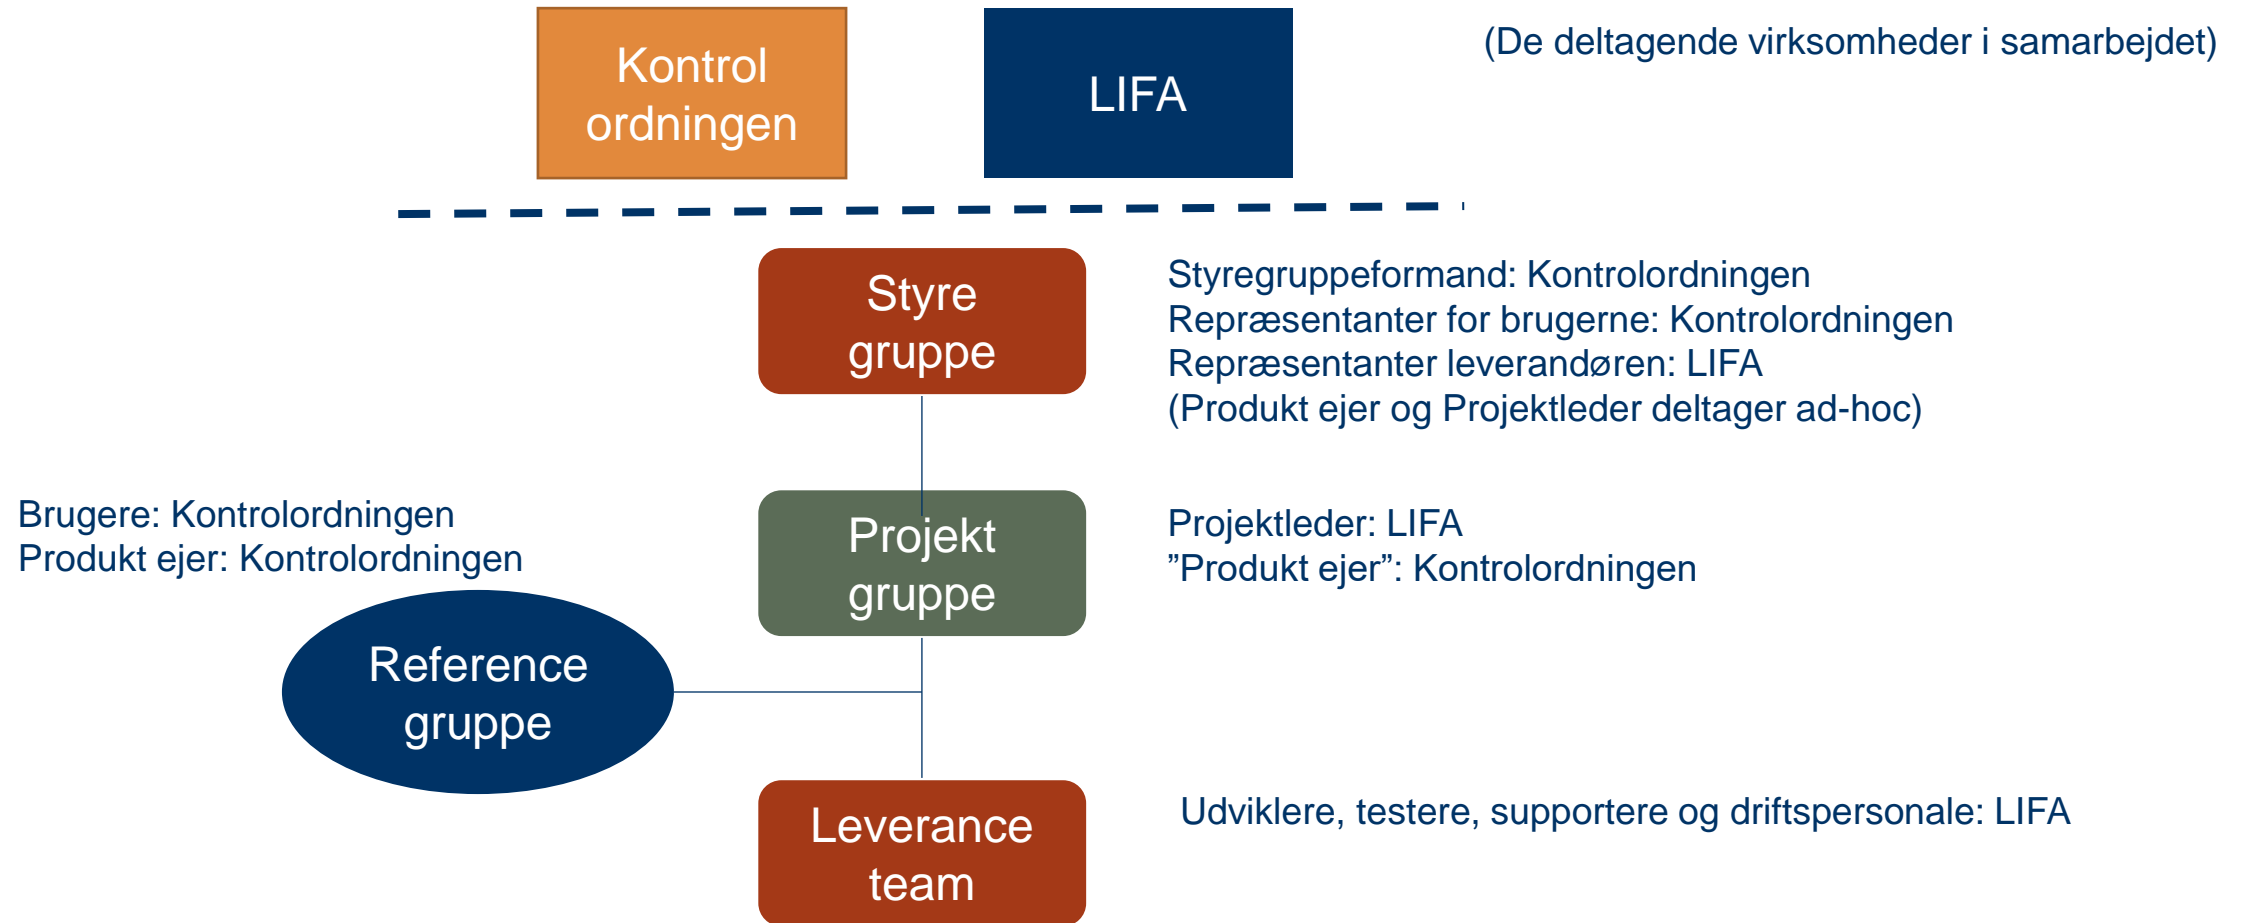 Kontrol
ordningen
LIFA
(De deltagende virksomheder i samarbejdet)
Styre
gruppe
Styregruppeformand: Kontrolordningen
Repræsentanter for brugerne: Kontrolordningen
Repræsentanter leverandøren: LIFA
(Produkt ejer og Projektleder deltager ad-hoc)
Brugere: Kontrolordningen
Produkt ejer: Kontrolordningen
Projekt
gruppe
Projektleder: LIFA
”Produkt ejer”: Kontrolordningen
Reference
gruppe
Leverance
team
Udviklere, testere, supportere og driftspersonale: LIFA